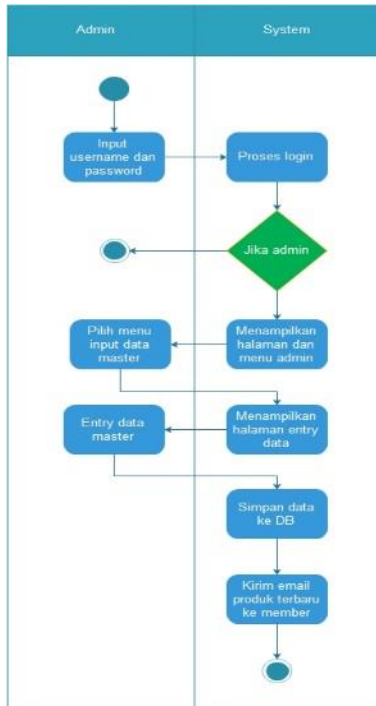 Admin
System
Input
username dan
password
Proses login
Jika admin
Menampilkan
halaman dan
menu admin
Pilih menu
input data
master
Menampilkan
halaman entry
data
Entry data
master
Simpan data
ke DB
Kirim email
produk terbaru
ke member